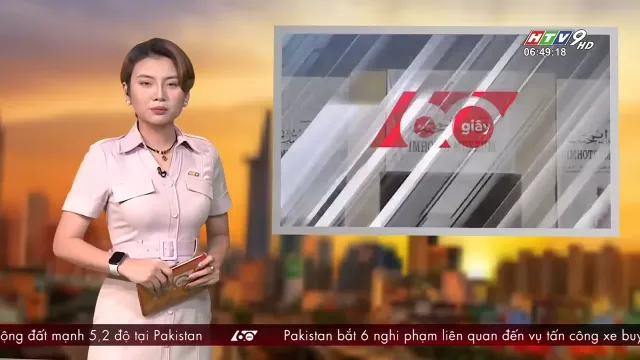 HTV9 HD
06:49:18
60 giây
ộng đất mạnh 5,2 độ tại Pakistan 60 Pakistan bắt 6 nghi phạm liên quan đến vụ tấn công xe buý